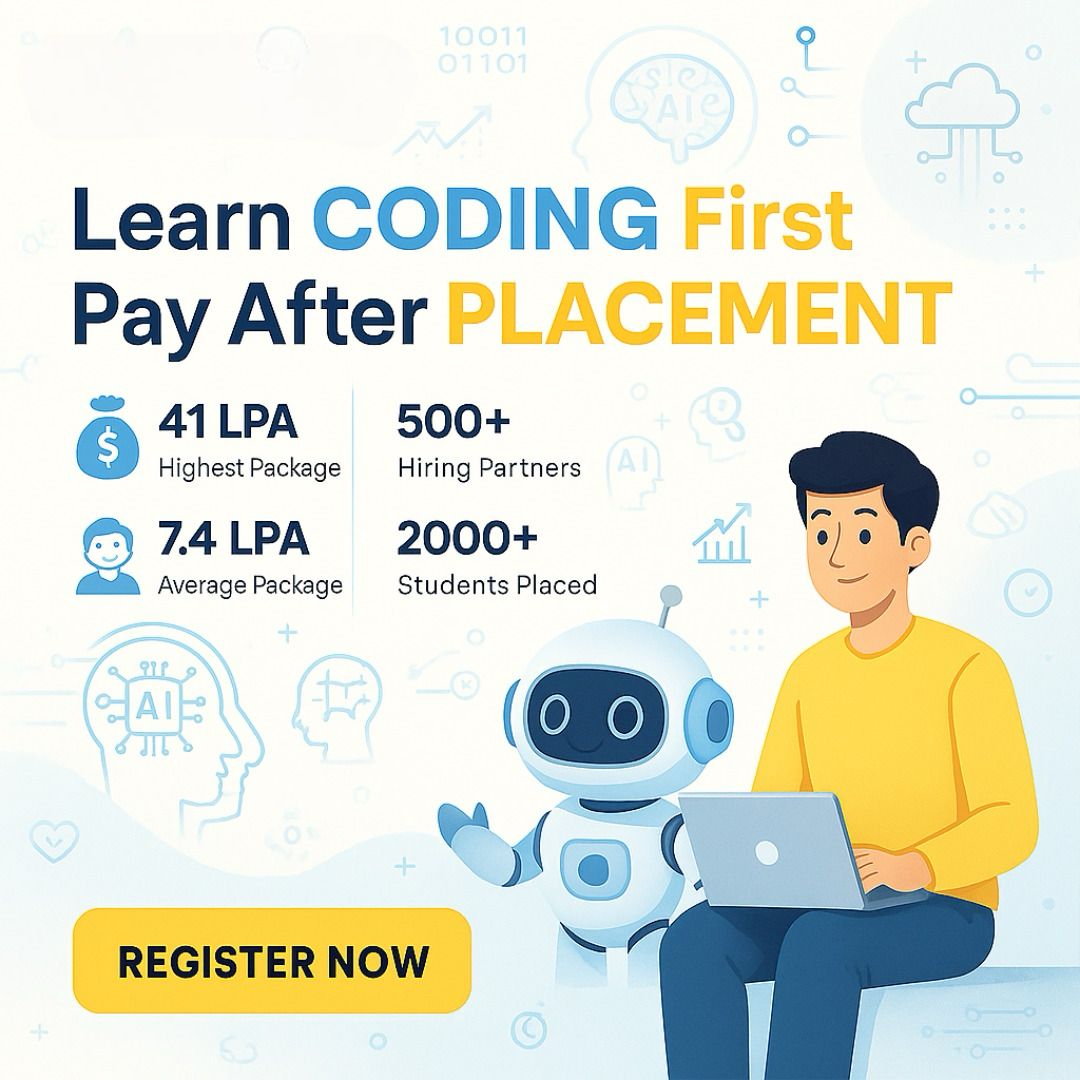 10011
01101
AI
Learn CODING First
Pay After PLACEMENT
41 LPA
Highest Package
500+
Hiring Partners
7.4 LPA
Average Package
2000+
Students Placed
AI
AI
REGISTER NOW